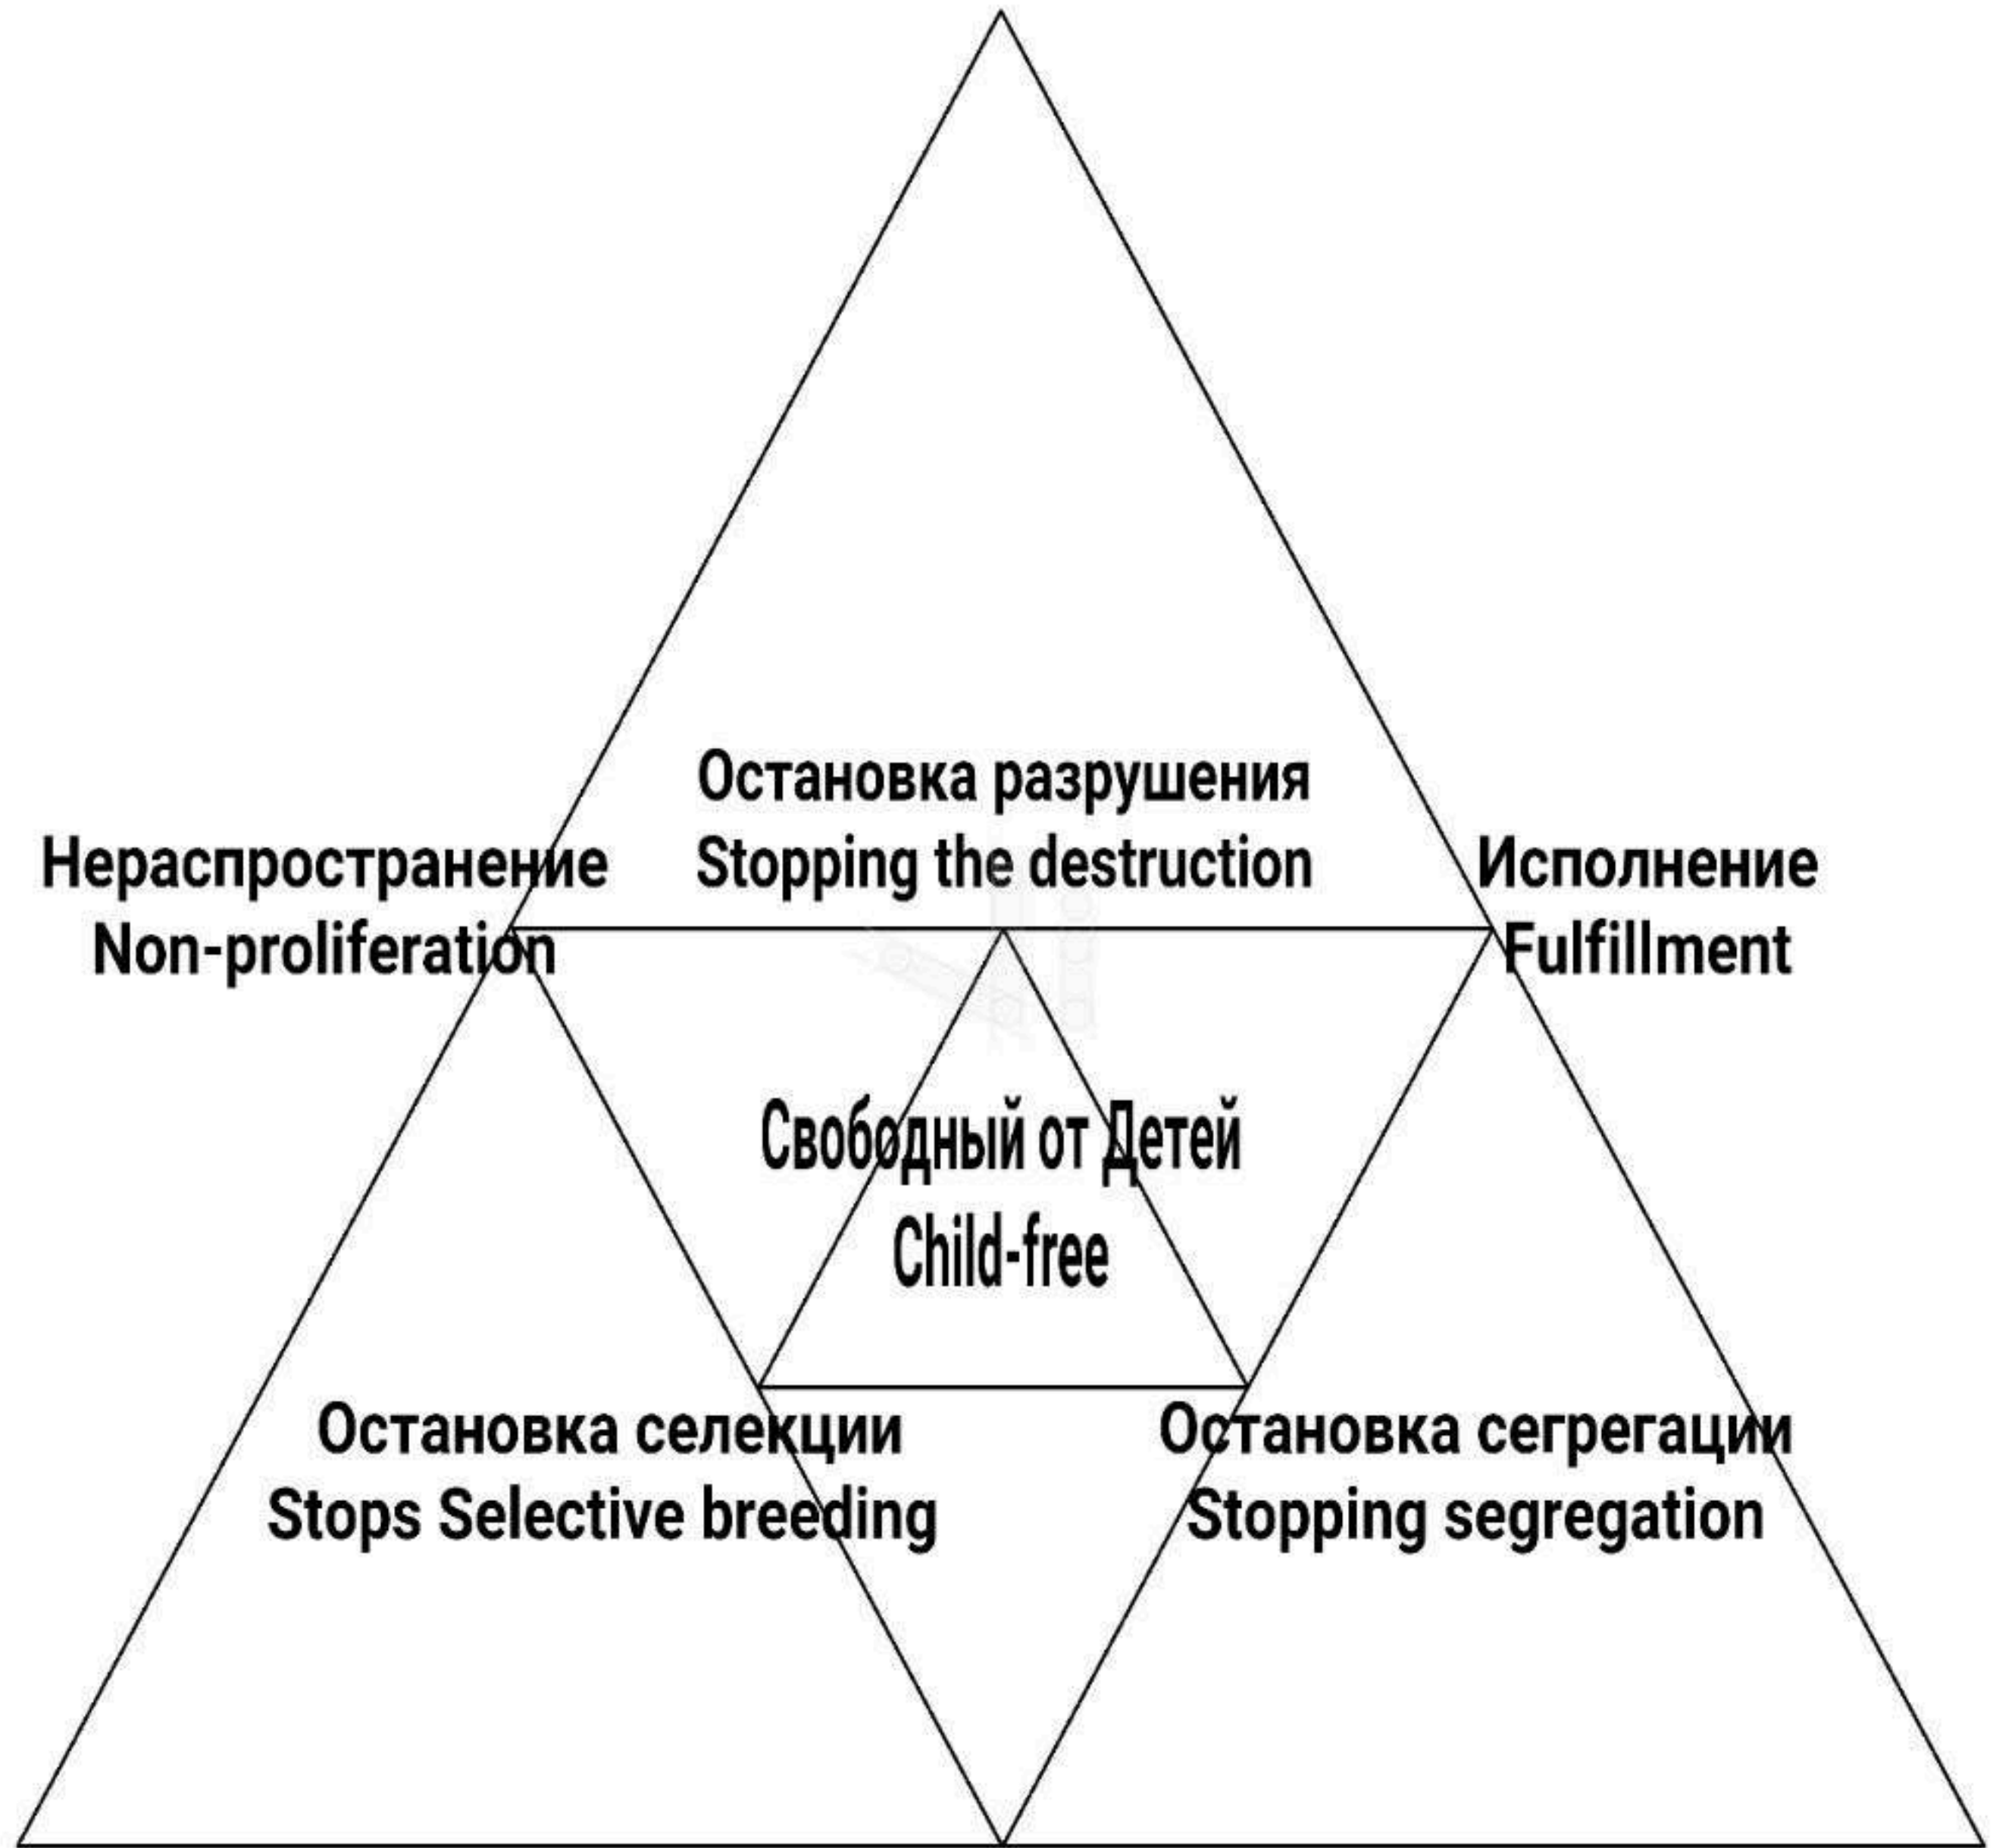 Остановка разрушения
Stopping the destruction
Нераспространение
Non-proliferation
Исполнение
Fulfillment
Свободный от Детей
Child-free
Остановка селекции
Stops Selective breeding
Остановка сегрегации
Stopping segregation